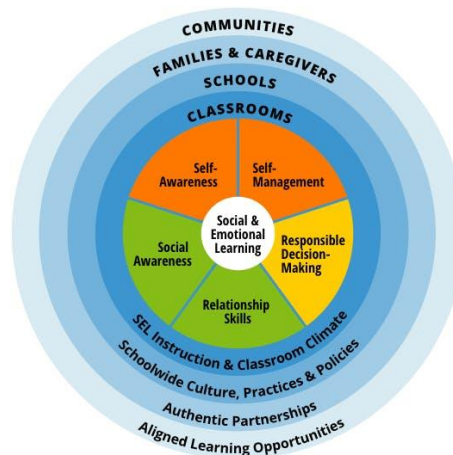 COMMUNITIES
FAMILIES & CAREGIVERS
SCHOOLS
CLASSROOMS
Self-
Awareness
Self-
Management
Social &
Emotional
Learning
Social
Awareness
Responsible
Decision-
Making
Relationship
Skills
SEL Instruction & Classroom Climate
Schoolwide Culture, Practices & Policies
Authentic Partnerships
Aligned Learning Opportunities